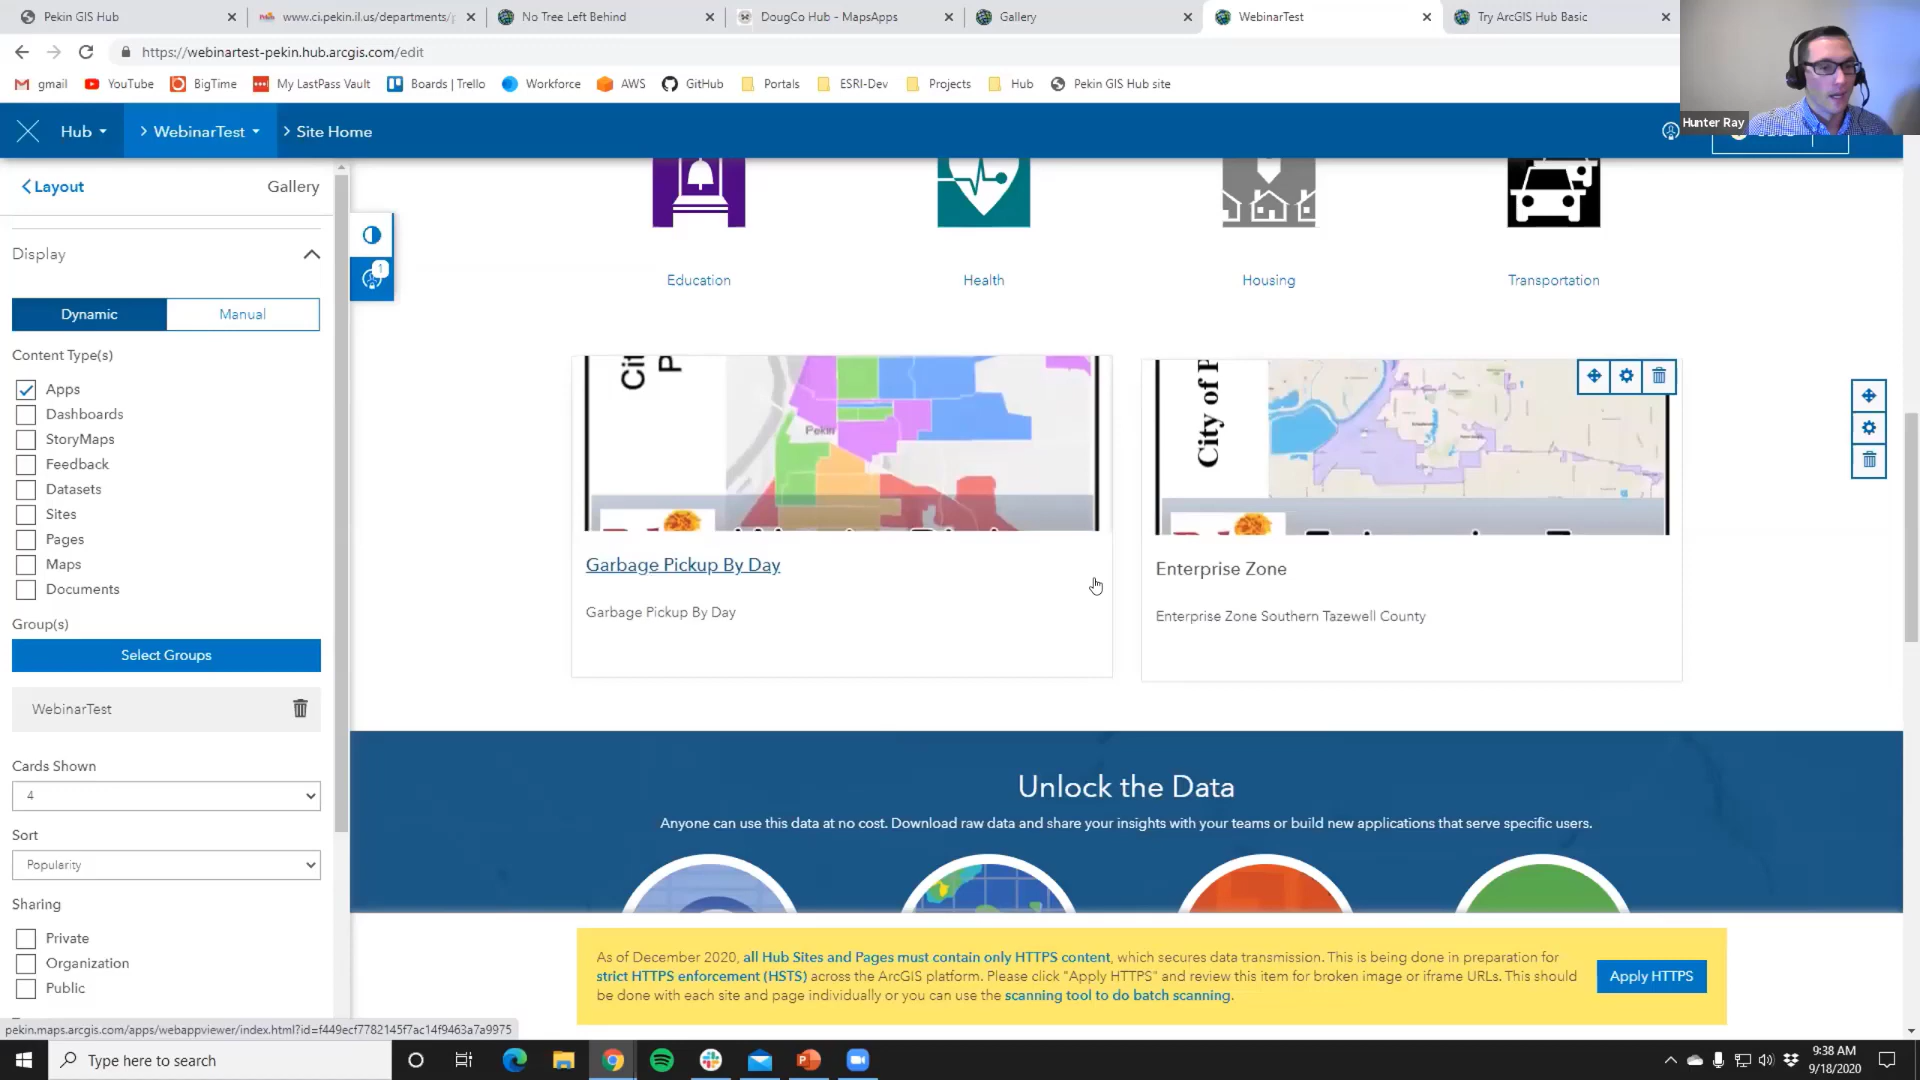 Pekin GIS Hub
www.ci.pekin.il.us/departments/
No Tree Left Behind
DougCo Hub - MapsApps
Gallery
WebinarTest
Try ArcGIS Hub Basic
https://webinartest-pekin.hub.arcgis.com/edit
gmail
YouTube
BigTime
My LastPass Vault
Boards | Trello
Workforce
AWS
GitHub
Portals
ESRI-Dev
Projects
Hub
Pekin GIS Hub site
Hunter Ray
Hub
WebinarTest
Site Home
Layout
Gallery
Display
Dynamic
Manual
Content Type(s)
Apps
Dashboards
StoryMaps
Feedback
Datasets
Sites
Pages
Maps
Documents
Group(s)
Select Groups
WebinarTest
Cards Shown
4
Sort
Popularity
Sharing
Private
Organization
Public
pekin.maps.arcgis.com/apps/webappviewer/index.html?id=f449ecf7782145f7ac14f9463a7a9975
1
Education
Health
Housing
Transportation
Pekin
City of P
Garbage Pickup By Day
Garbage Pickup By Day
Enterprise Zone
Enterprise Zone Southern Tazewell County
Unlock the Data
Anyone can use this data at no cost. Download raw data and share your insights with your teams or build new applications that serve specific users.
As of December 2020, all Hub Sites and Pages must contain only HTTPS content, which secures data transmission. This is being done in preparation for
strict HTTPS enforcement (HSTS) across the ArcGIS platform. Please click "Apply HTTPS" and review this item for broken image or iframe URLs. This should
be done with each site and page individually or you can use the scanning tool to do batch scanning.
Apply HTTPS
Type here to search
9:38 AM
9/18/2020